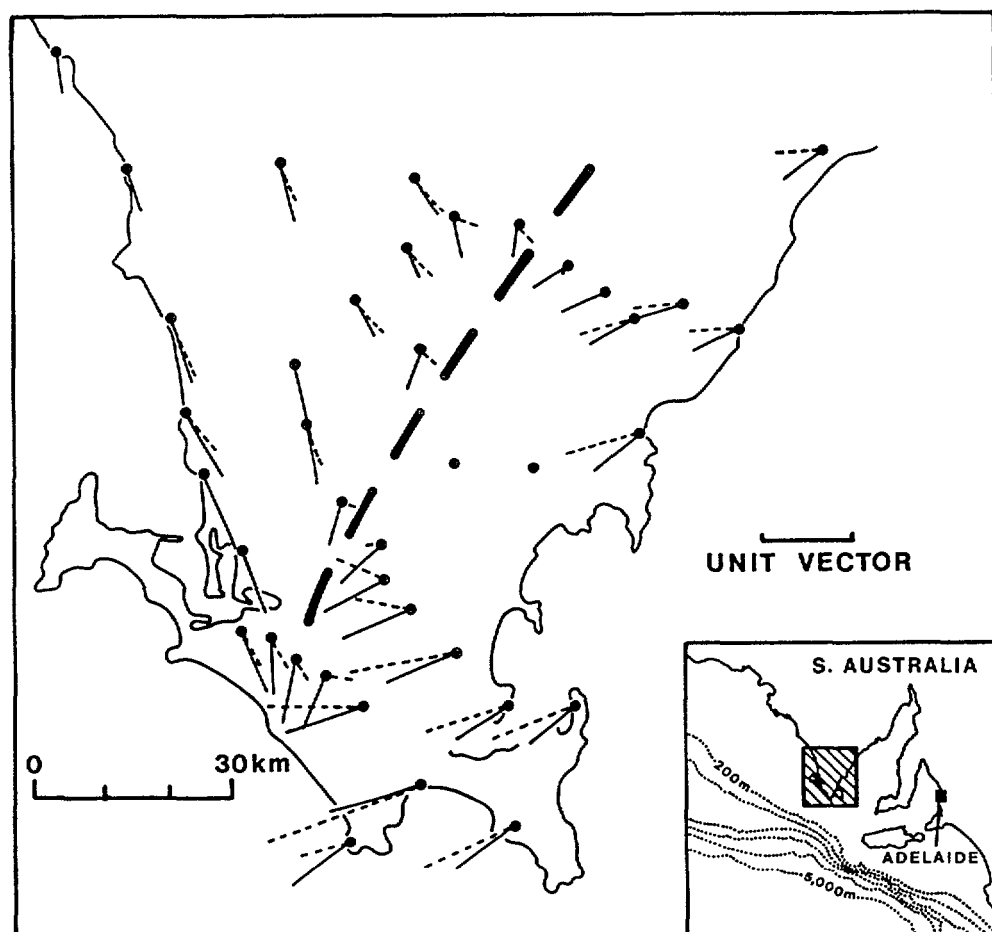 UNIT VECTOR
S. AUSTRALIA
0 30km
200m
ADELAIDE
5,000m